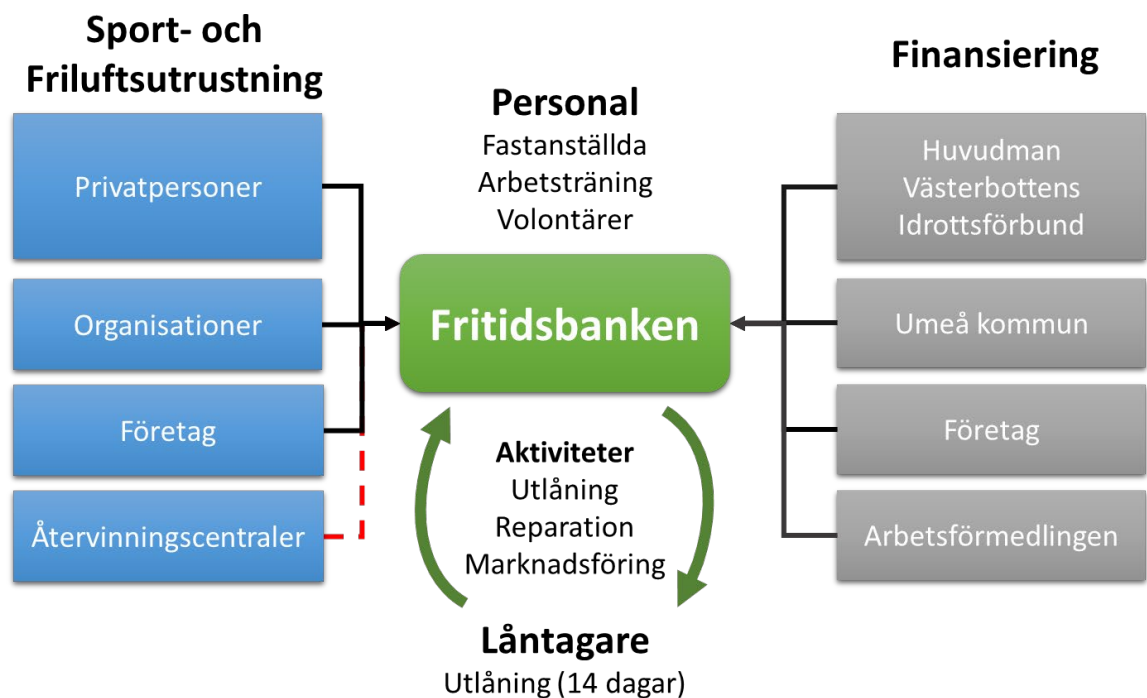 Sport- och
Friluftsutrustning
Privatpersoner
Organisationer
Företag
Återvinningscentraler
Personal
Fastanställda
Arbetsträning
Volontärer
Fritidsbanken
Aktiviteter
Utlåning
Reparation
Marknadsföring
Låntagare
Utlåning (14 dagar)
Finansiering
Huvudman
Västerbottens
Idrottsförbund
Umeå kommun
Företag
Arbetsförmedlingen